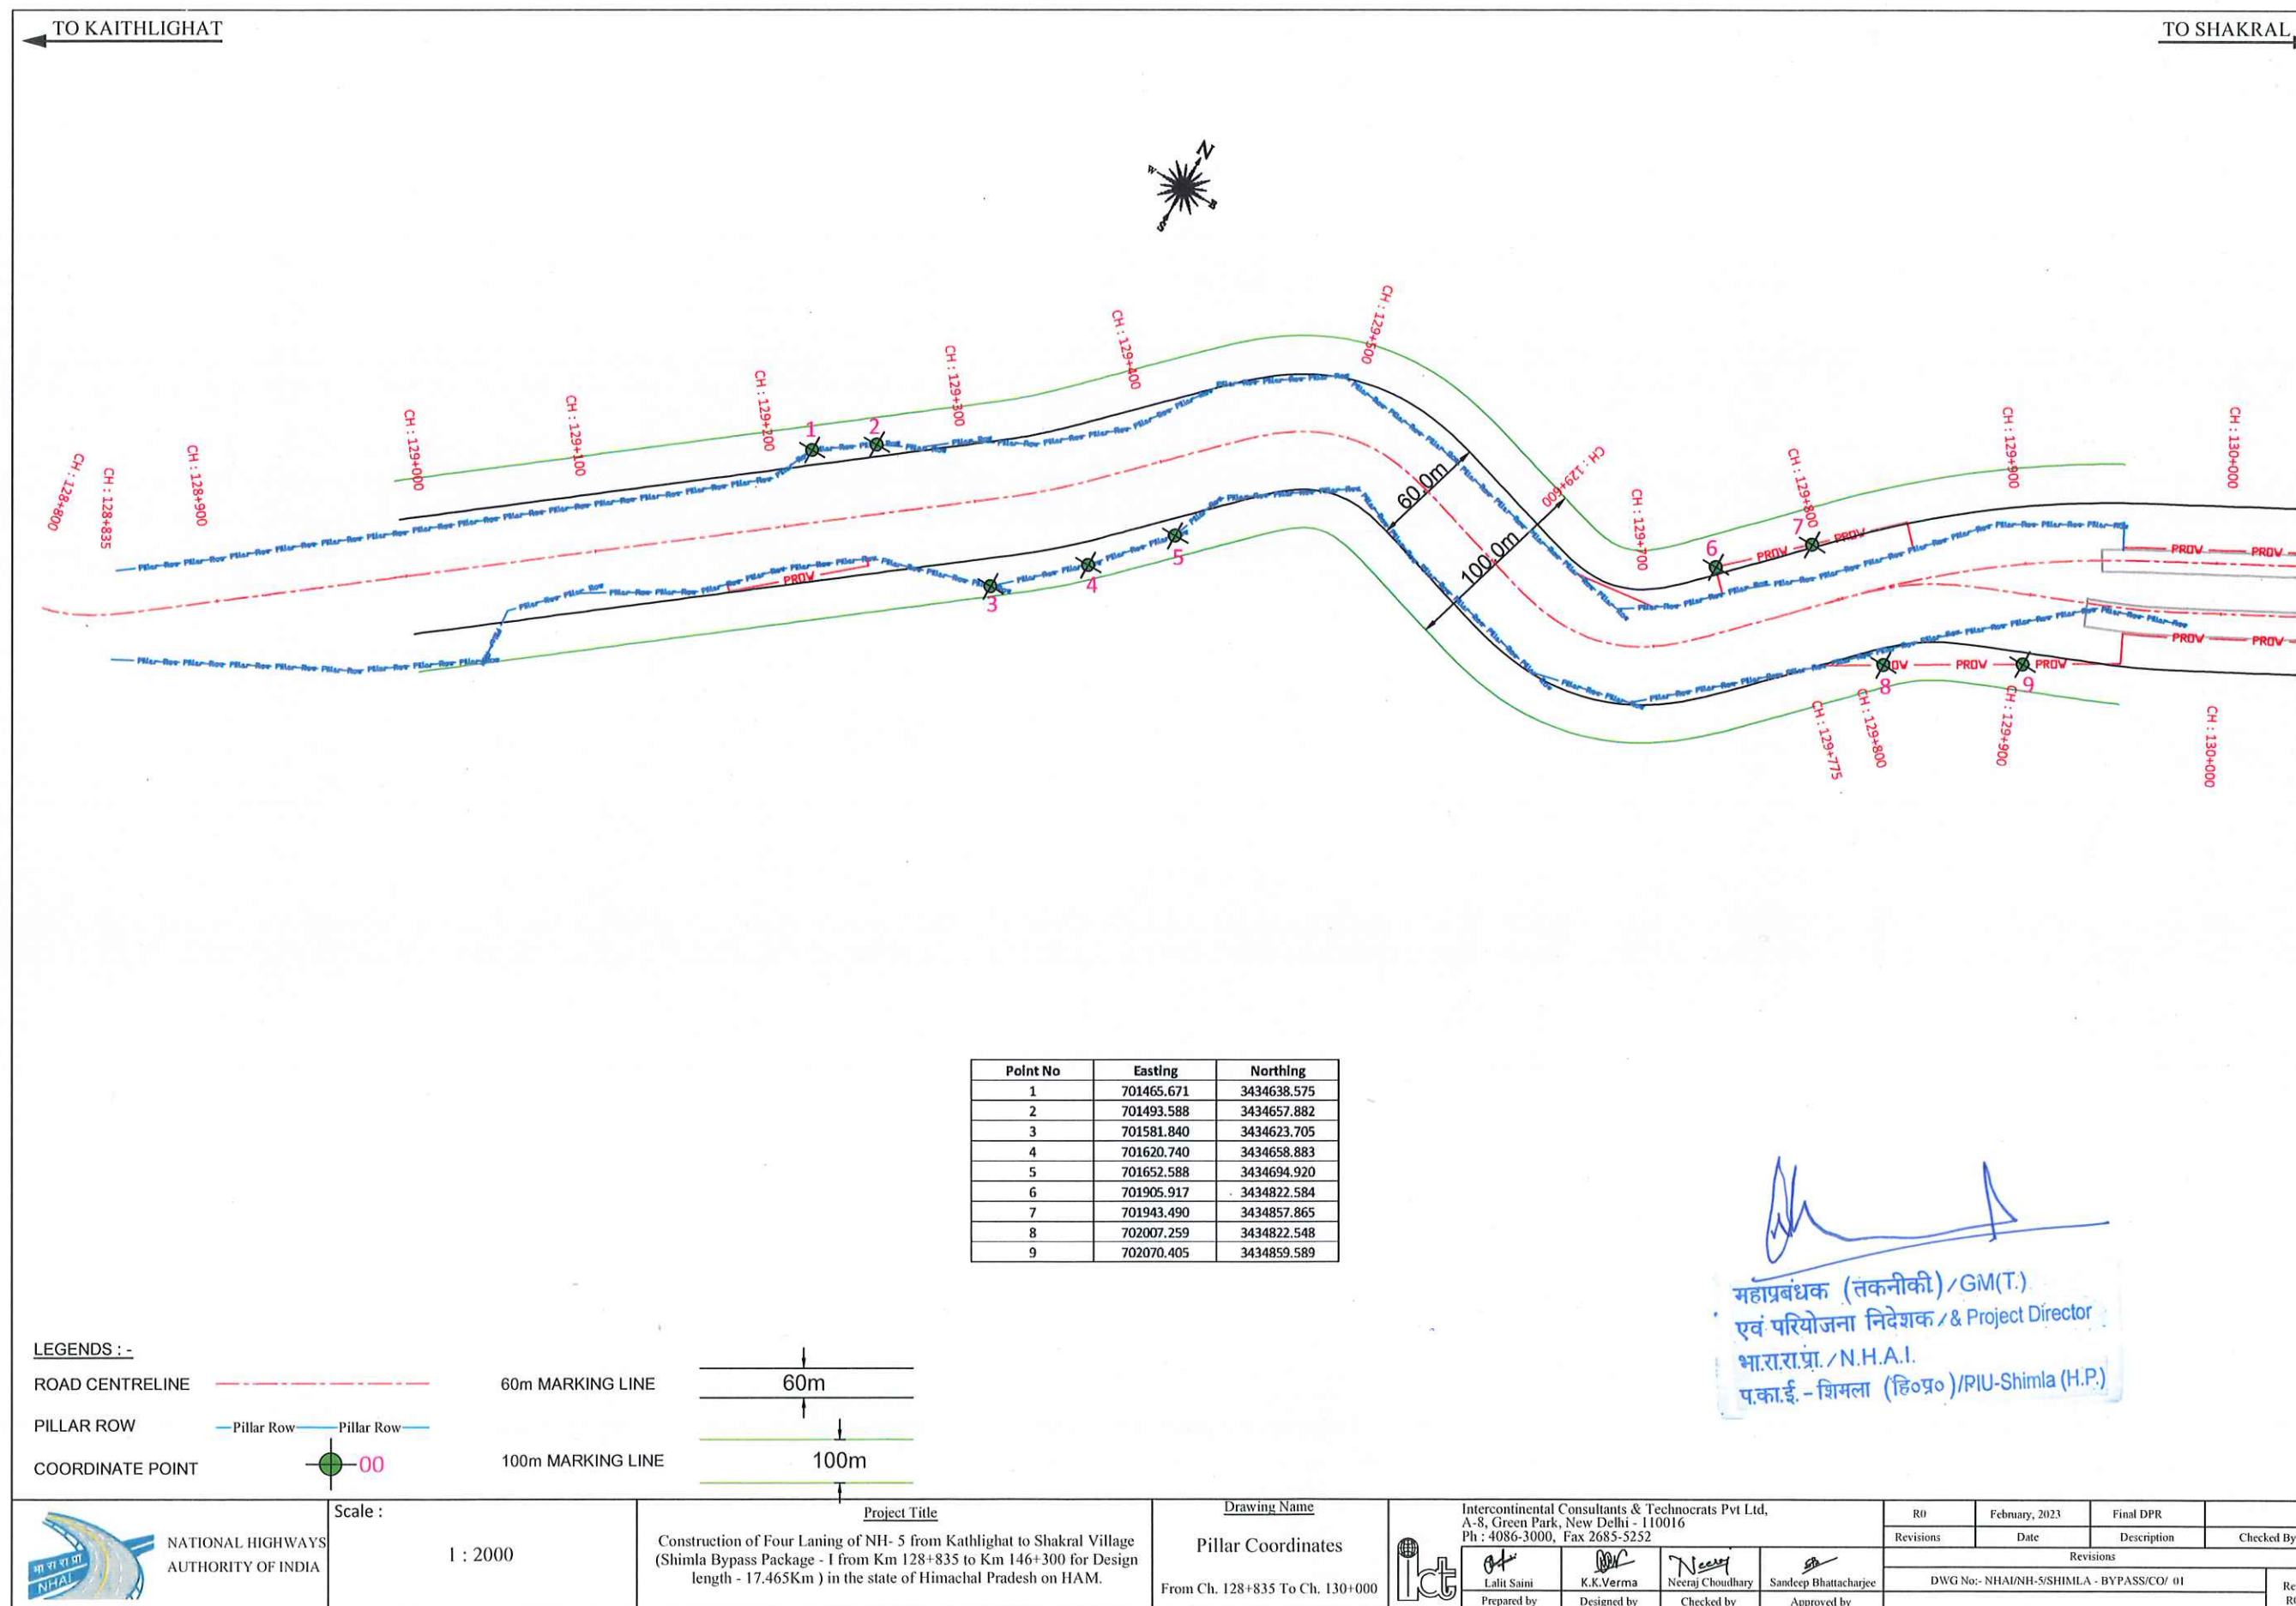 TO KAITHLIGHAT
TO SHAKRAL
N
W
S
CH : 128+800
CH : 128+835
CH : 128+900
CH : 129+000
CH : 129+100
CH : 129+200
CH : 129+300
CH : 129+400
CH : 129+500
CH : 129+600
CH : 129+700
CH : 129+800
CH : 129+900
CH : 130+000
1
2
3
4
5
6
7
8
9
60.0m
100.0m
PROV
PROV
PROV
PROV
PROV
PROV
PROV
PROV
PROV
CH : 129+775
CH : 129+800
CH : 129+900
CH : 130+000
Point No Easting Northing
1 701465.671 3434638.575
2 701493.588 3434657.882
3 701581.840 3434623.705
4 701620.740 3434658.883
5 701652.588 3434694.920
6 701905.917 3434822.584
7 701943.490 3434857.865
8 702007.259 3434822.548
9 702070.405 3434859.589
महाप्रबंधक (तकनीकी)/GM(T.)
एवं परियोजना निदेशक/& Project Director
भा.रा.रा.प्रा./N.H.A.I.
प.का.ई.-शिमला (हि०प्र०)/PIU-Shimla (H.P.)
LEGENDS : -
ROAD CENTRELINE
60m MARKING LINE
60m
PILLAR ROW
Pillar Row Pillar Row
COORDINATE POINT
00
100m MARKING LINE
100m
भा रा रा प्रा
NHAI
NATIONAL HIGHWAYS
AUTHORITY OF INDIA
Scale :
1 : 2000
Project Title
Construction of Four Laning of NH- 5 from Kathlighat to Shakral Village
(Shimla Bypass Package - I from Km 128+835 to Km 146+300 for Design
length - 17.465Km ) in the state of Himachal Pradesh on HAM.
Drawing Name
Pillar Coordinates
From Ch. 128+835 To Ch. 130+000
ict
Intercontinental Consultants & Technocrats Pvt Ltd,
A-8, Green Park, New Delhi - 110016
Ph : 4086-3000, Fax 2685-5252
Neeraj
Lalit Saini
K.K.Verma
Neeraj Choudhary
Sandeep Bhattacharjee
Prepared by
Designed by
Checked by
Approved by
R0 February, 2023 Final DPR
Revisions Date Description Checked By
Revisions
DWG No:- NHAI/NH-5/SHIMLA - BYPASS/CO/ 01